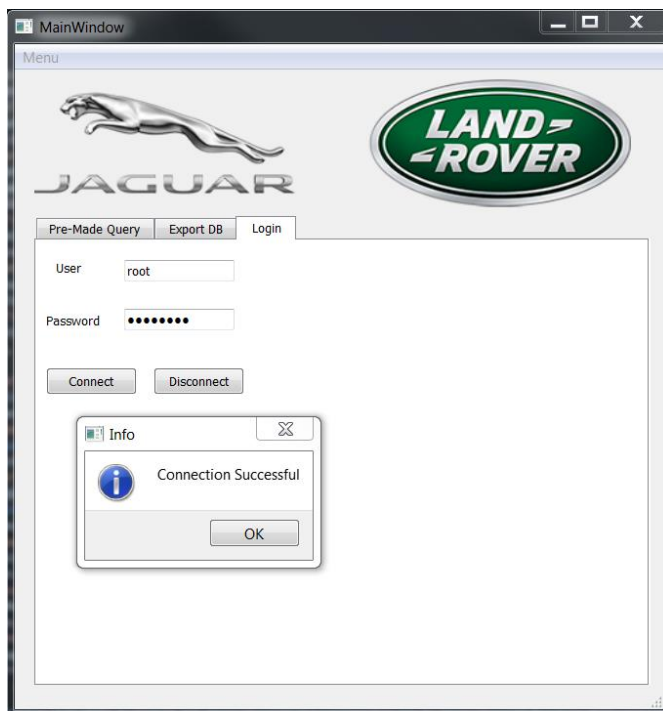 MainWindow
Menu
JAGUAR
LAND-
-ROVER
Pre-Made Query Export DB Login
User root
Password ••••••••
Connect Disconnect
Info
Connection Successful
i
OK